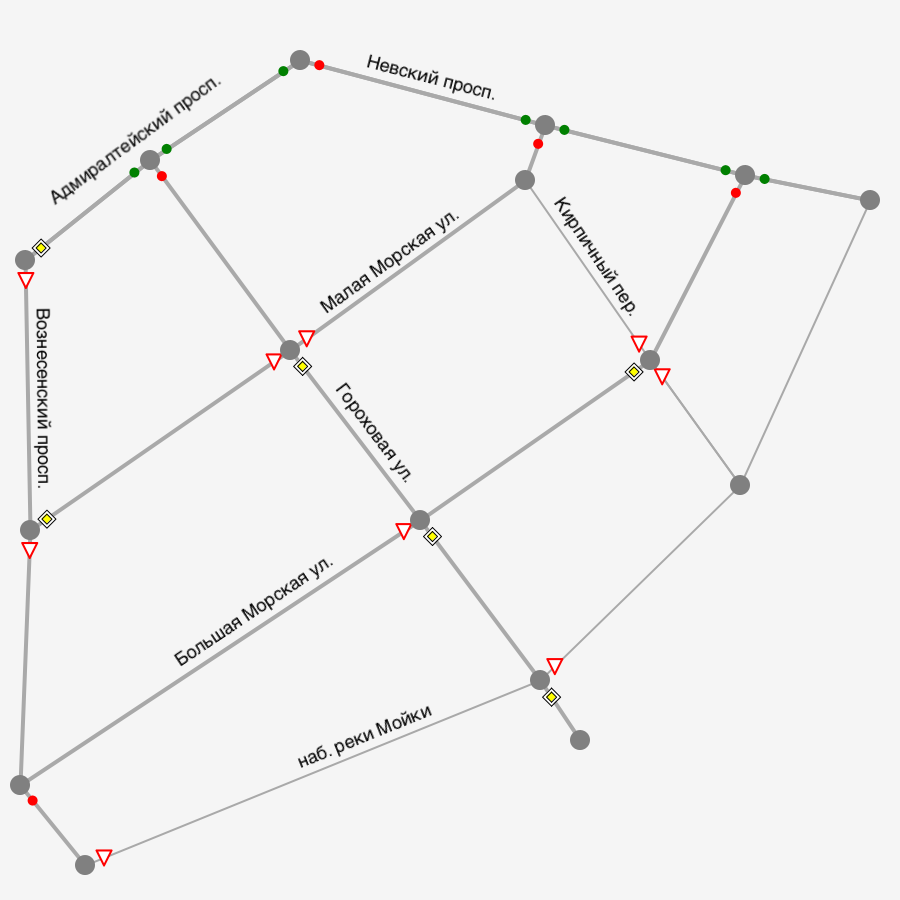 Невский просп.
Адмиралтейский просп.
Малая Морская ул.
Кирпичный пер.
Вознесенский просп.
Гороховая ул.
Большая Морская ул.
наб. реки Мойки